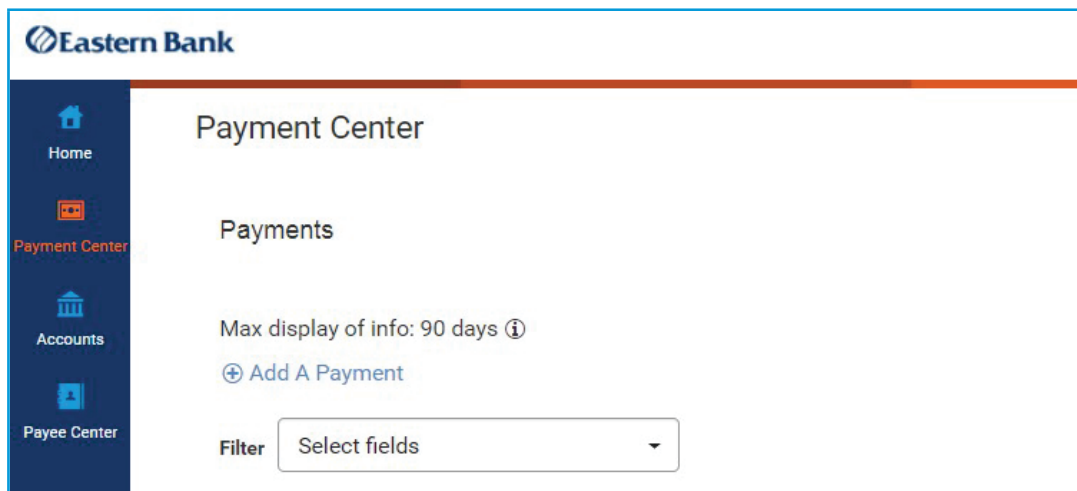 Eastern Bank
Home
Payment Center
Accounts
Payee Center
Payment Center
Payments
Max display of info: 90 days
Add A Payment
Filter Select fields